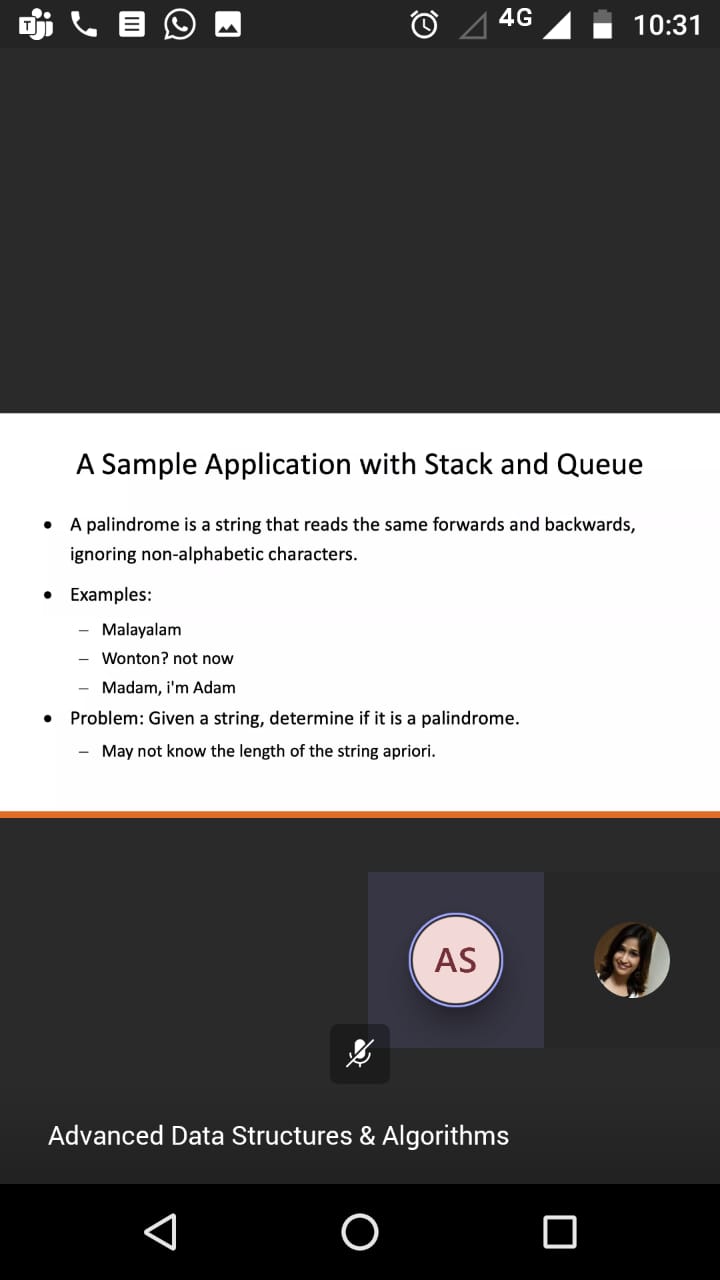 4G 10:31
A Sample Application with Stack and Queue
• A palindrome is a string that reads the same forwards and backwards,
ignoring non-alphabetic characters.
• Examples:
– Malayalam
– Wonton? not now
– Madam, i'm Adam
• Problem: Given a string, determine if it is a palindrome.
– May not know the length of the string apriori.
AS
Advanced Data Structures & Algorithms